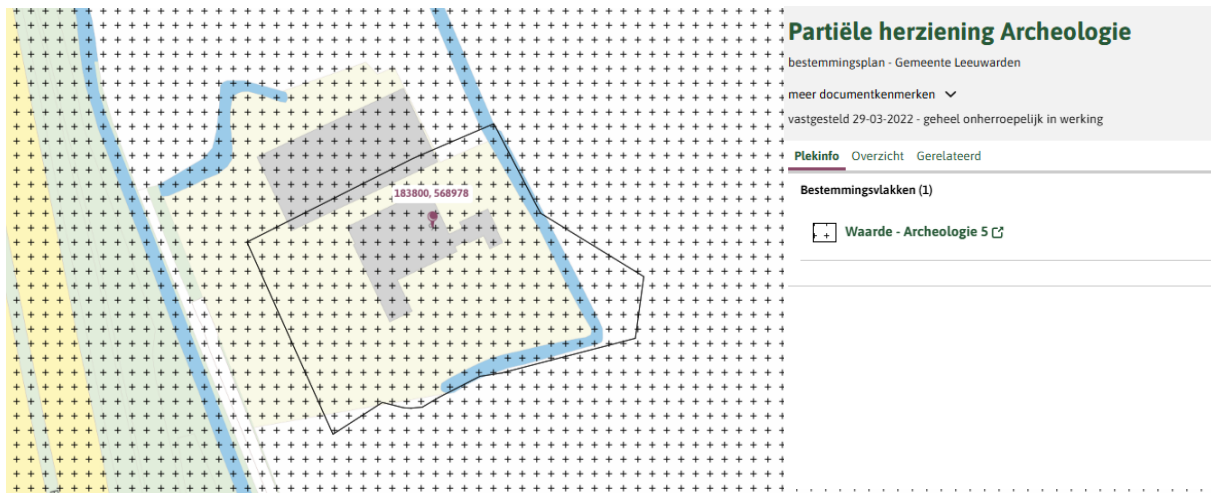 Partiële herziening Archeologie
bestemmingsplan - Gemeente Leeuwarden
meer documentkenmerken
vastgesteld 29-03-2022 - geheel onherroepelijk in werking
Plekinfo Overzicht Gerelateerd
Bestemmingsvlakken (1)
Waarde - Archeologie 5
183800, 568978